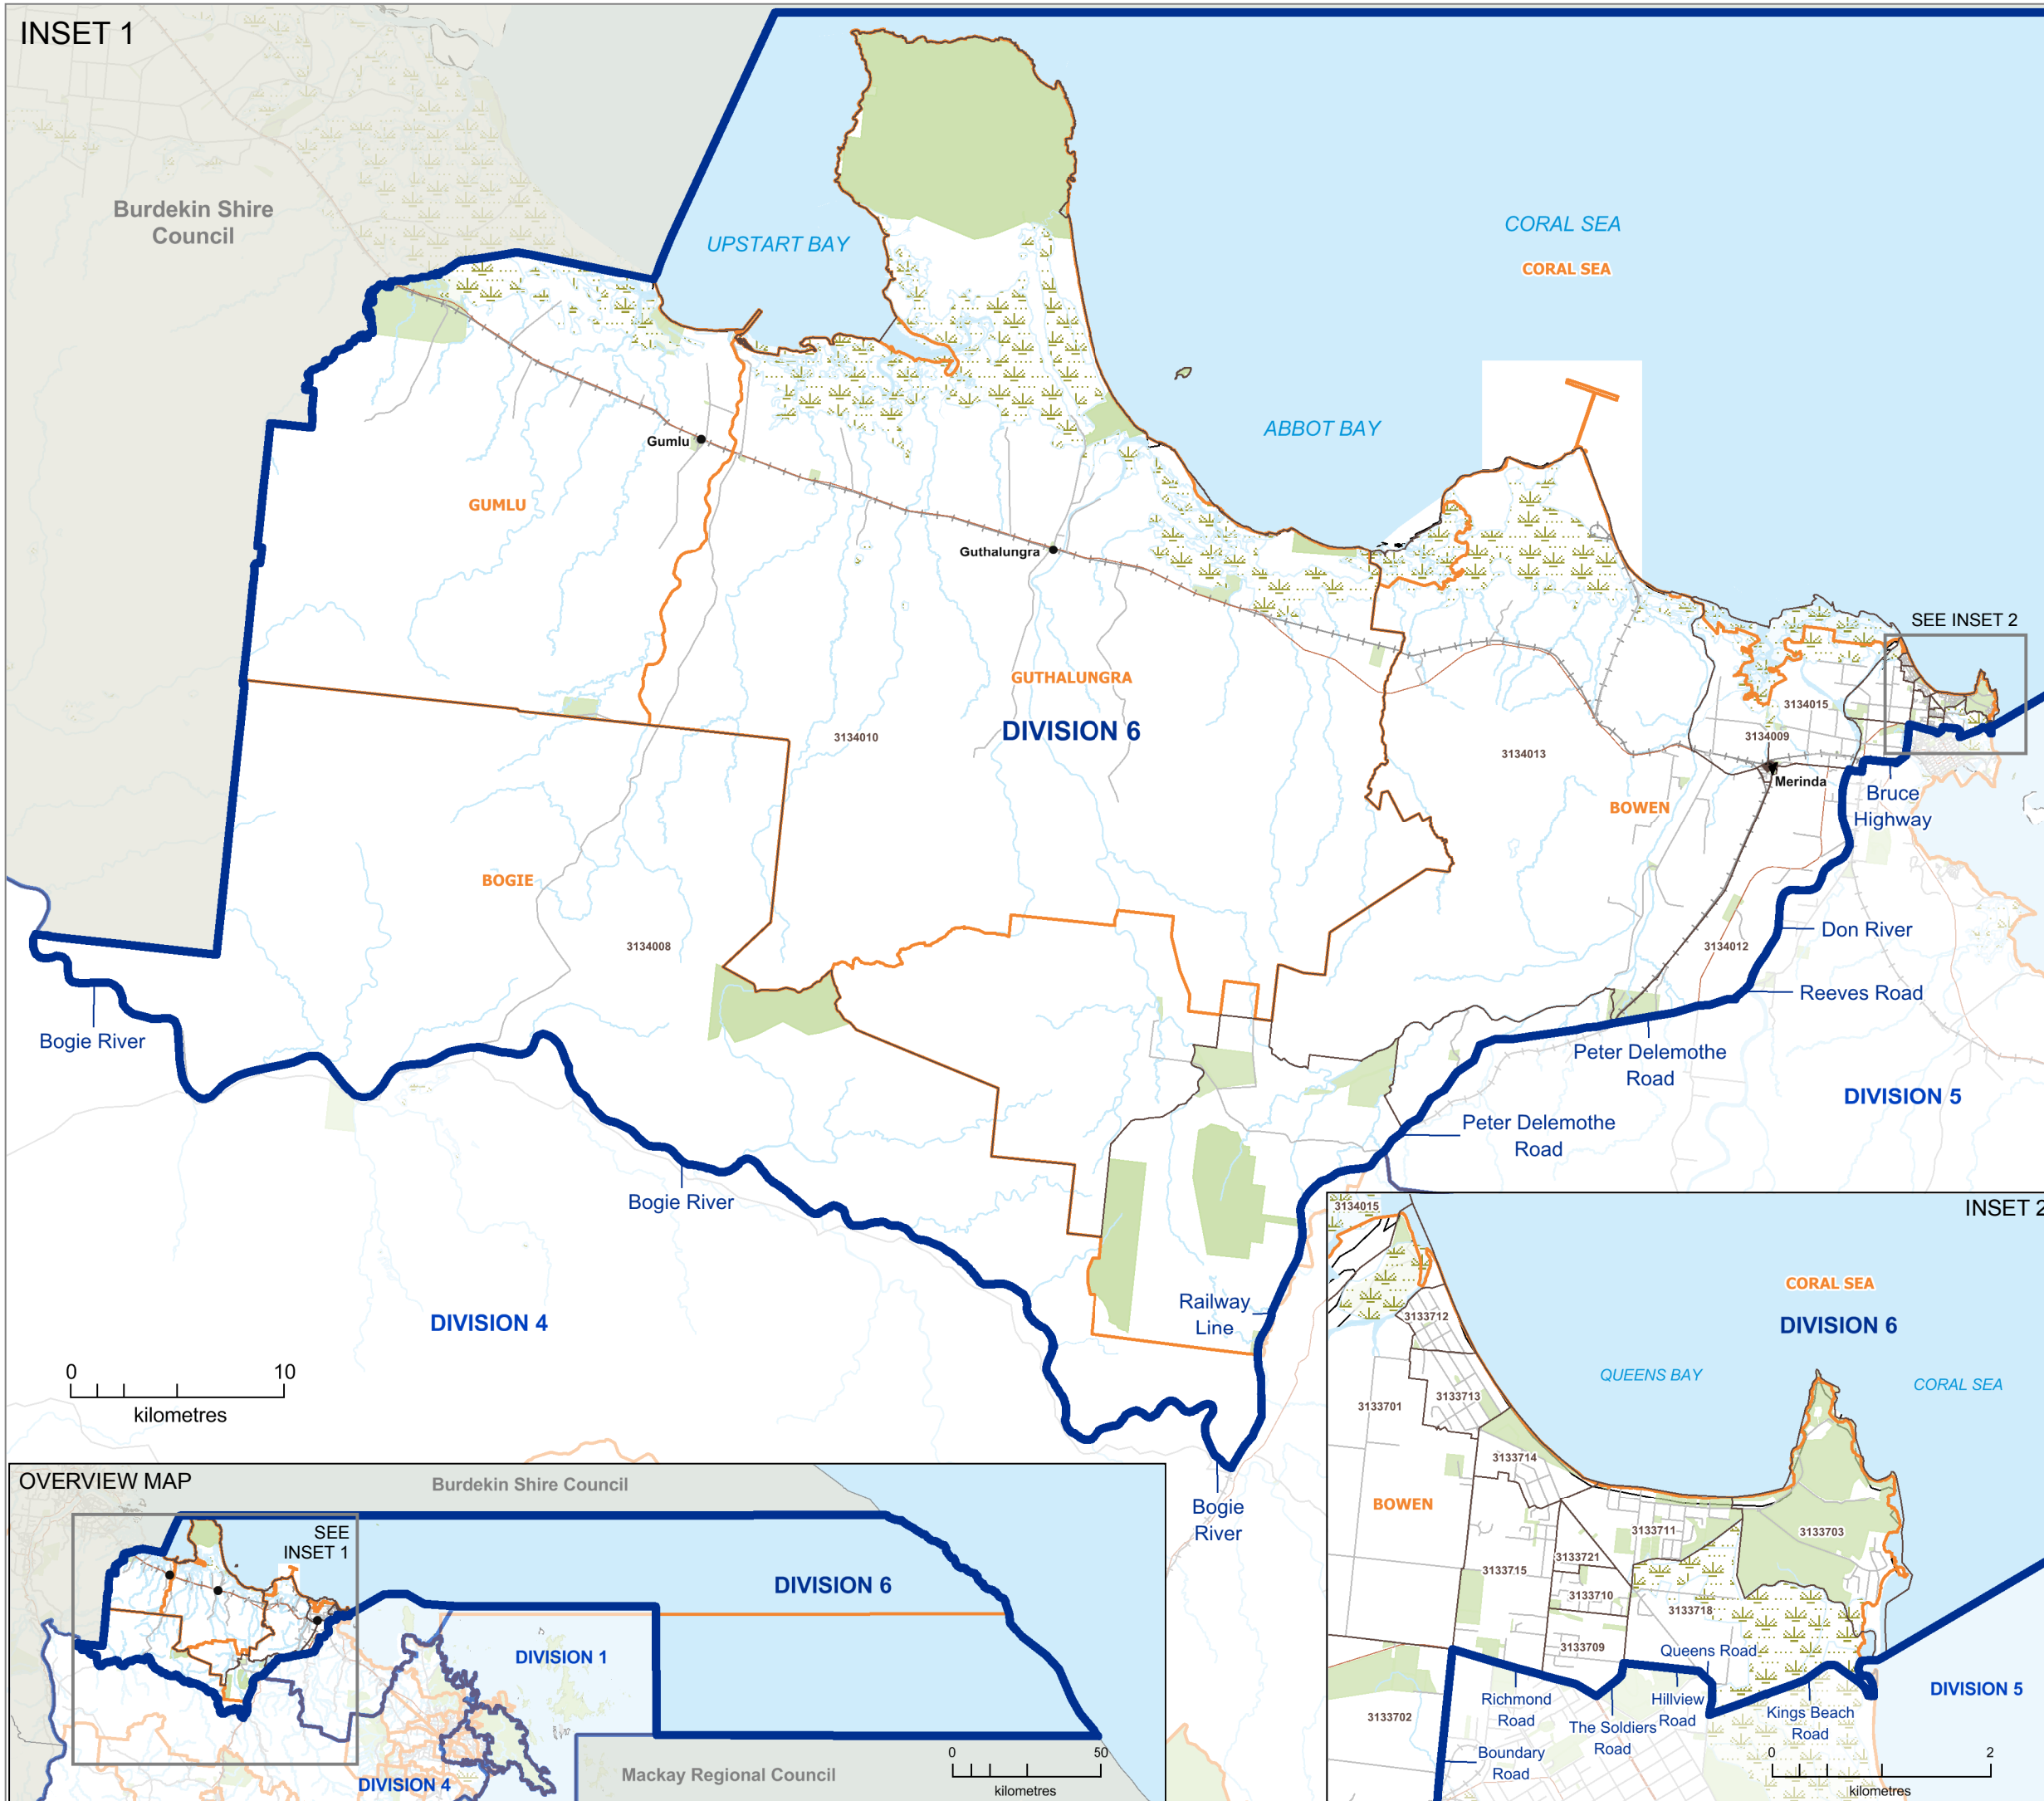 INSET 1
Burdekin Shire
Council
UPSTART BAY
CORAL SEA
CORAL SEA
ABBOT BAY
Gumlu
GUMLU
Guthalungra
SEE INSET 2
GUTHALUNGRA
DIVISION 6
3134010
3134013
3134015
3134009
Merinda
BOWEN
Bruce
Highway
BOGIE
3134008
3134012
Don River
Reeves Road
Bogie River
Peter Delemothe
Road
DIVISION 5
Peter Delemothe
Road
Bogie River
Railway
Line
DIVISION 4
0 10
kilometres
Bogie
River
INSET 2
3134015
CORAL SEA
DIVISION 6
3133712
QUEENS BAY
CORAL SEA
3133713
3133701
3133714
BOWEN
3133711
3133703
3133721
3133715
3133710
3133718
3133709
Queens Road
DIVISION 5
Richmond
Road
Hillview
Road
Kings Beach
Road
The Soldiers
Road
3133702
Boundary
Road
0 2
kilometres
OVERVIEW MAP
Burdekin Shire Council
SEE
INSET 1
DIVISION 6
DIVISION 1
DIVISION 4
Mackay Regional Council
0 50
kilometres